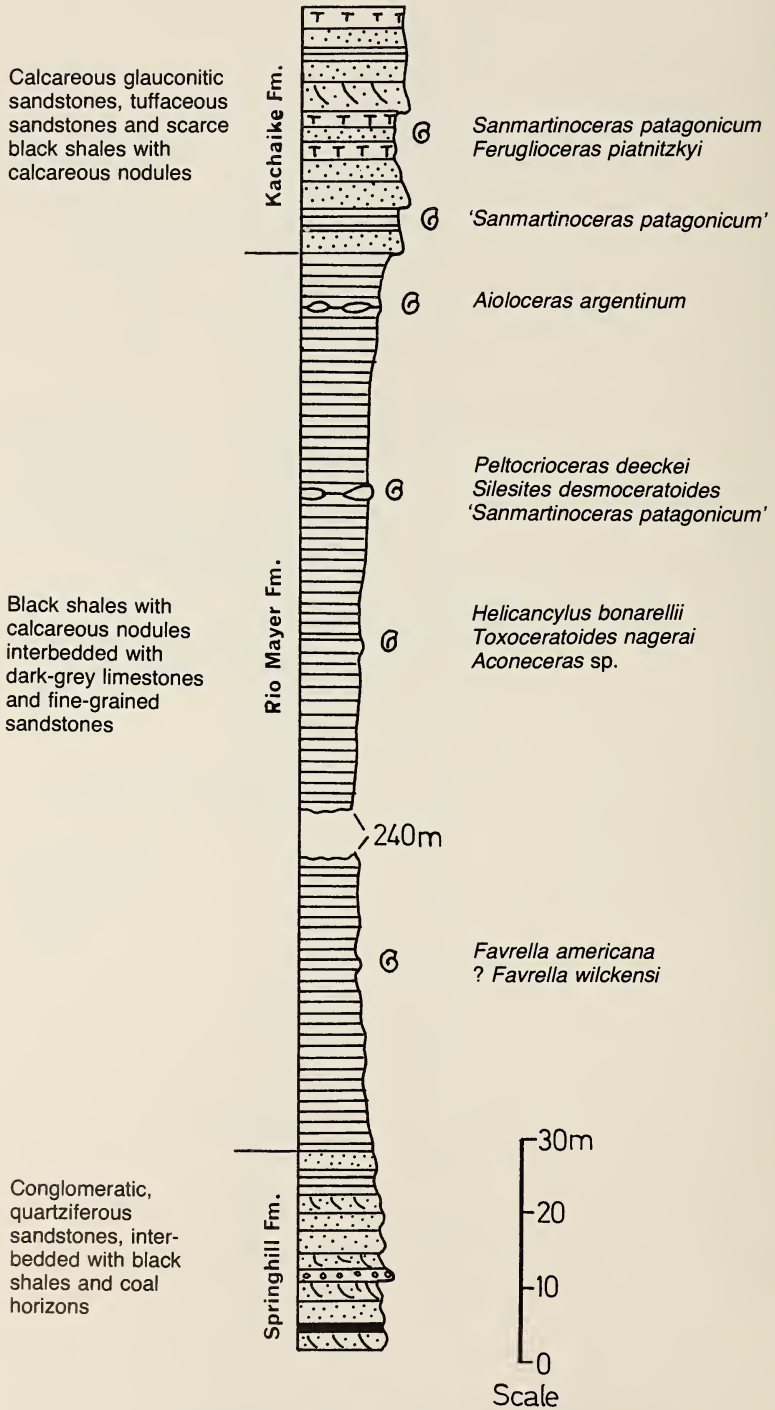 Calcareous glauconitic
sandstones, tuffaceous
sandstones and scarce
black shales with
calcareous nodules
Kachaike Fm.
T T T T
T T T T
T T T T
Sanmartinoceras patagonicum
Feruglioceras piatnitzkyi
'Sanmartinoceras patagonicum'
Aioloceras argentinum
Peltocrioceras deeckei
Silesites desmoceratoides
'Sanmartinoceras patagonicum'
Black shales with
calcareous nodules
interbedded with
dark-grey limestones
and fine-grained
sandstones
Rio Mayer Fm.
Helicancylus bonarellii
Toxoceratoides nagerai
Aconeceras sp.
240m
Favrella americana
? Favrella wilckensi
Conglomeratic,
quartziferous
sandstones, inter-
bedded with black
shales and coal
horizons
Springhill Fm.
30m
20
10
0
Scale